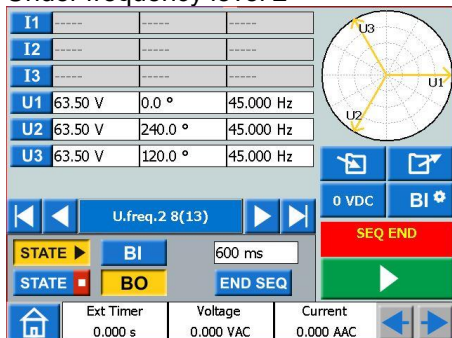 Under frequency level 2
I1 ----- ----- -----
I2 ----- ----- -----
I3 ----- ----- -----
U1 63.50 V 0.0 ° 45.000 Hz
U2 63.50 V 240.0 ° 45.000 Hz
U3 63.50 V 120.0 ° 45.000 Hz
U3
U1
U2
U.freq.2 8(13)
0 VDC BI
SEQ END
STATE BI 600 ms
STATE BO END SEQ
Ext Timer Voltage Current
0.000 s 0.000 VAC 0.000 AAC